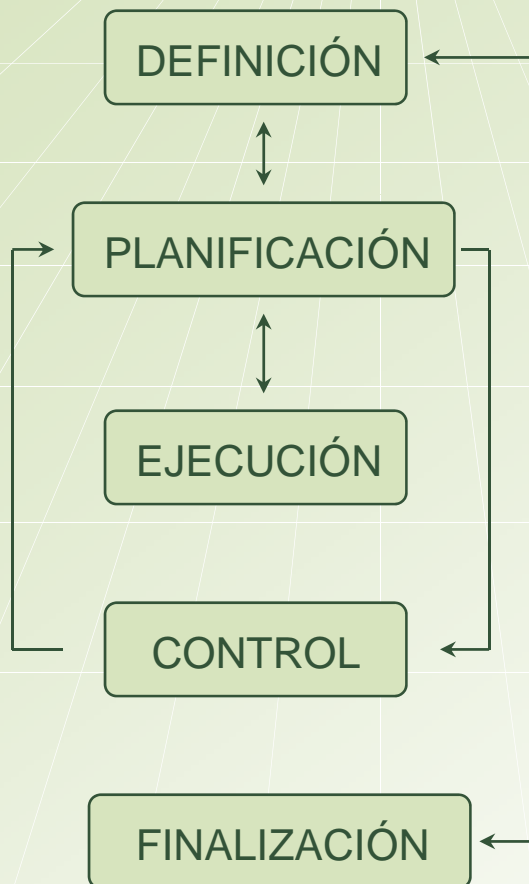 DEFINICIÓN
PLANIFICACIÓN
EJECUCIÓN
CONTROL
FINALIZACIÓN